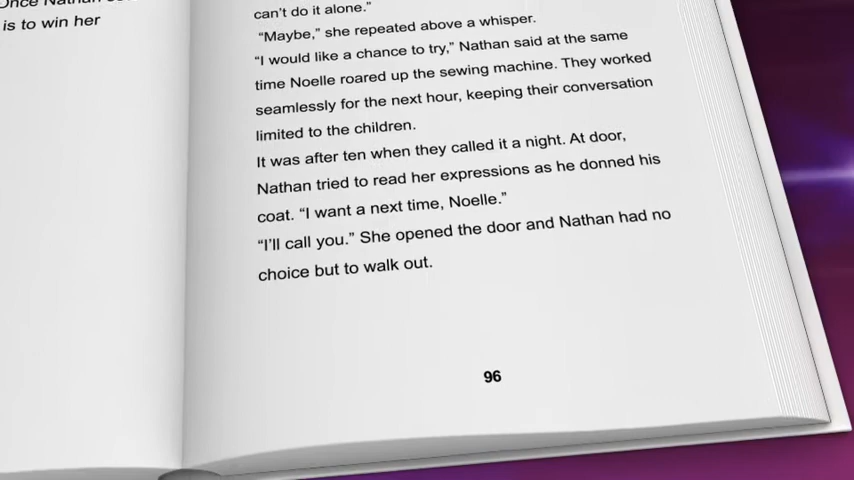 is to win her
can't do it alone.”
“Maybe,” she repeated above a whisper.
“I would like a chance to try,” Nathan said at the same
time Noelle roared up the sewing machine. They worked
seamlessly for the next hour, keeping their conversation
limited to the children.
It was after ten when they called it a night. At door,
Nathan tried to read her expressions as he donned his
coat. “I want a next time, Noelle.”
“I'll call you.” She opened the door and Nathan had no
choice but to walk out.
96